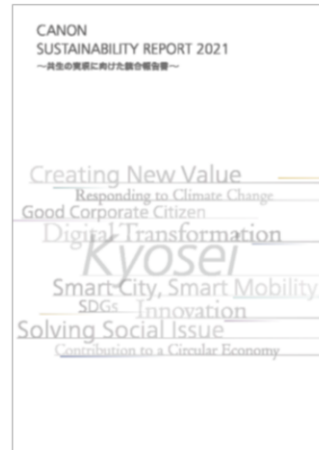 CANON
SUSTAINABILITY REPORT 2021
～共生の実現に向けた統合報告書～
Creating New Value
Responding to Climate Change
Good Corporate Citizen
Digital Transformation
Kyosei
Smart City, Smart Mobility
SDGs Innovation
Solving Social Issue
Contribution to a Circular Economy